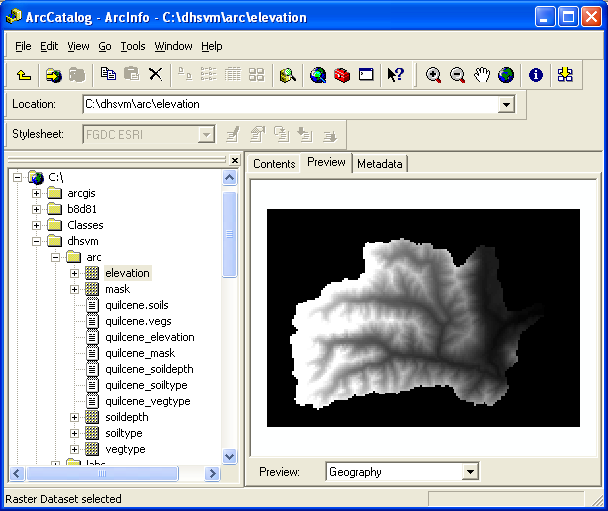 ArcCatalog - ArcInfo - C:\dhsvm\arc\elevation
File Edit View Go Tools Window Help
Location: C:\dhsvm\arc\elevation
Stylesheet: FGDC ESRI
Contents Preview Metadata
C:\
arcgis
b8d81
Classes
dhsvm
arc
elevation
mask
quilcene.soils
quilcene.vegs
quilcene_elevation
quilcene_mask
quilcene_soildepth
quilcene_soiltype
quilcene_vegtype
soildepth
soiltype
vegtype
labs
Preview: Geography
Raster Dataset selected